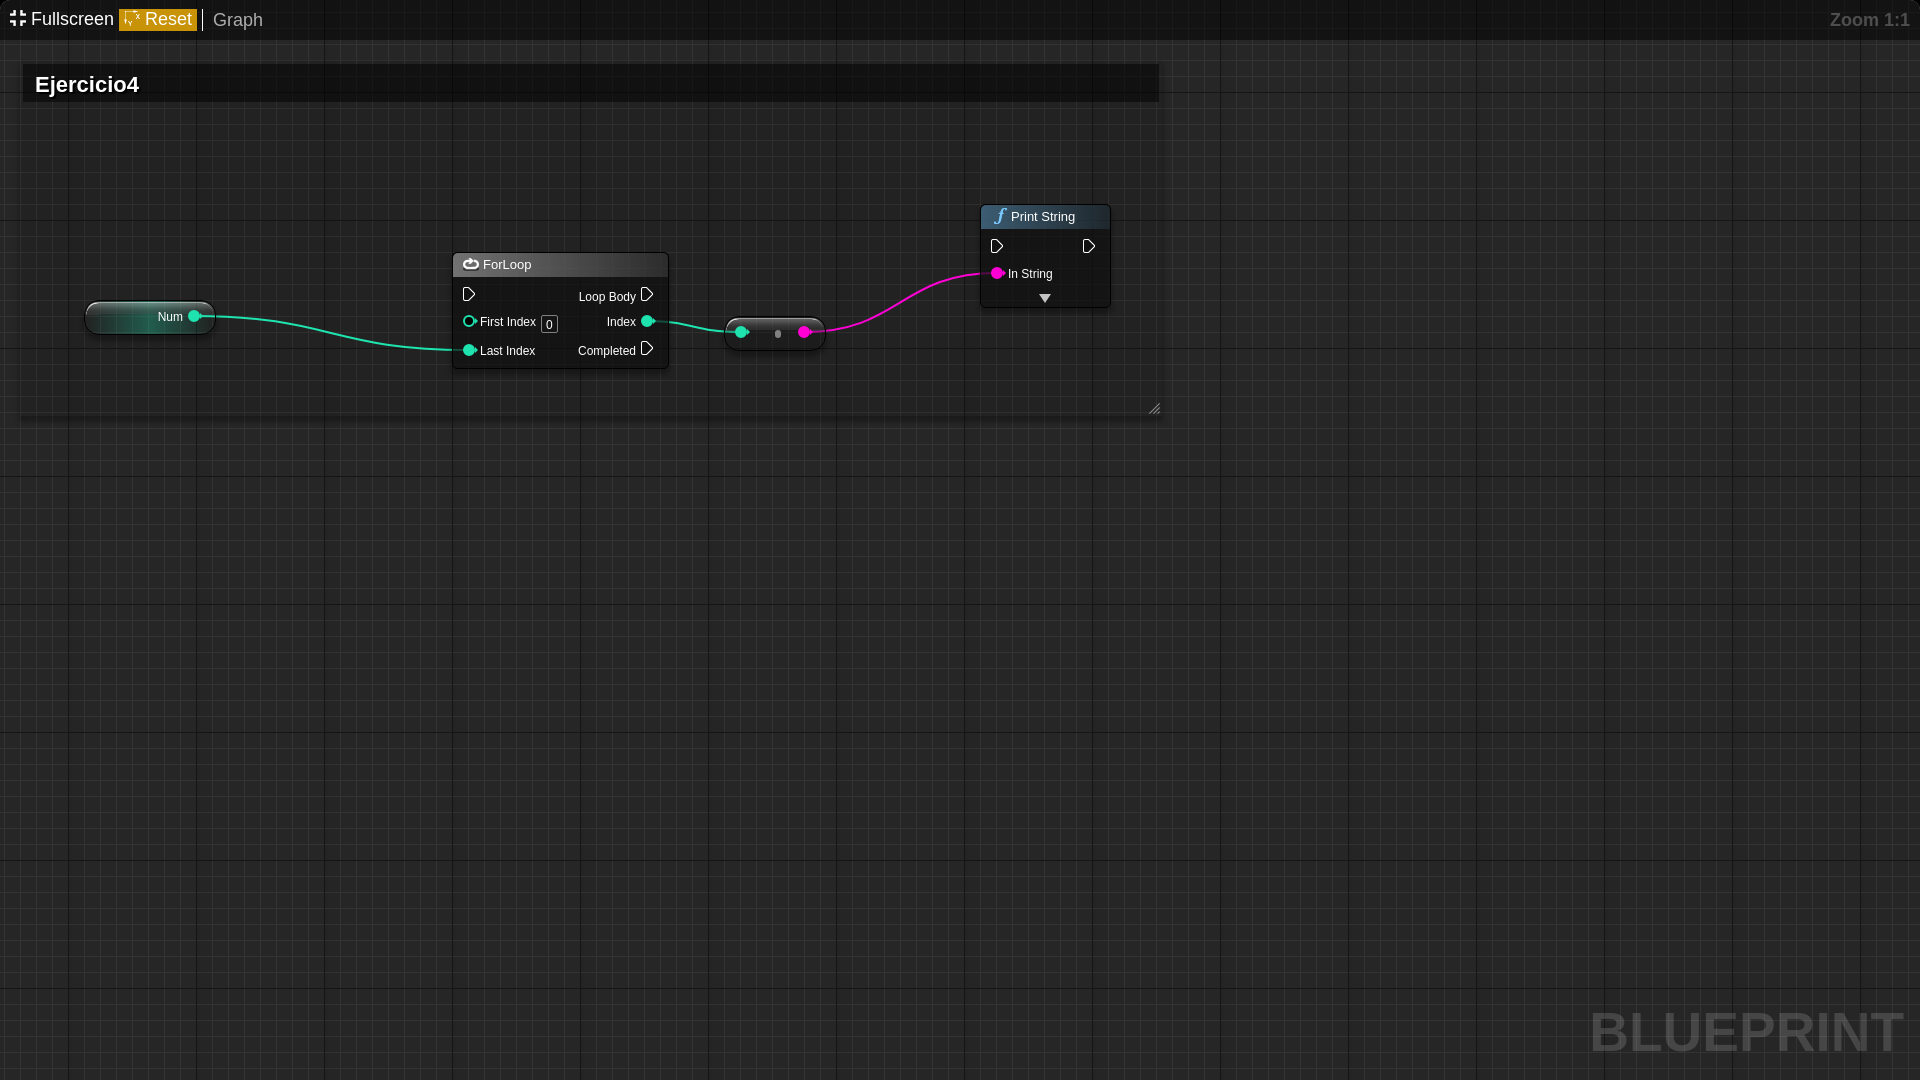 Fullscreen Reset Graph Zoom 1:1
Ejercicio4
Print String
In String
ForLoop
Loop Body
First Index 0 Index
Last Index Completed
Num
BLUEPRINT